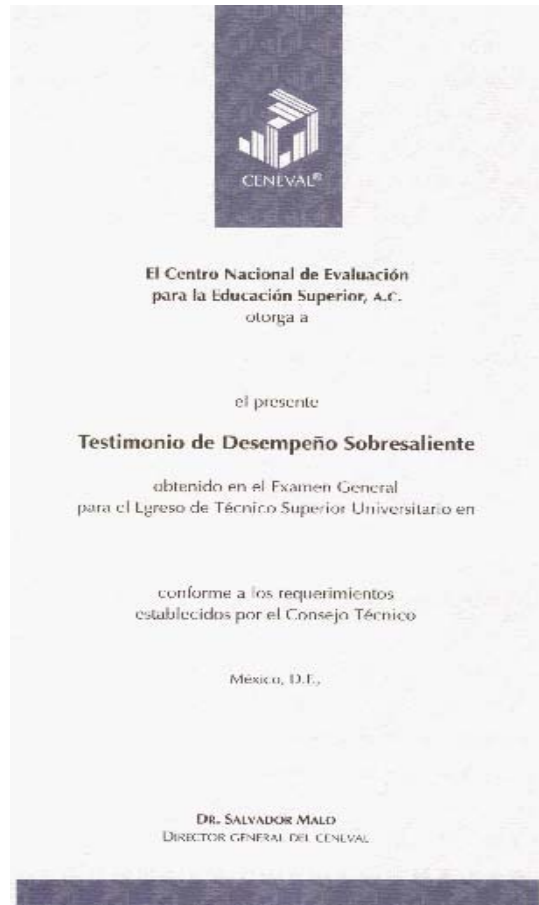 CENEVAL®
El Centro Nacional de Evaluación
para la Educación Superior, A.C.
otorga a
el presente
Testimonio de Desempeño Sobresaliente
obtenido en el Examen General
para el Egreso de Técnico Superior Universitario en
conforme a los requerimientos
establecidos por el Consejo Técnico
México, D.F.,
DR. SALVADOR MALO
DIRECTOR GENERAL DEL CENEVAL